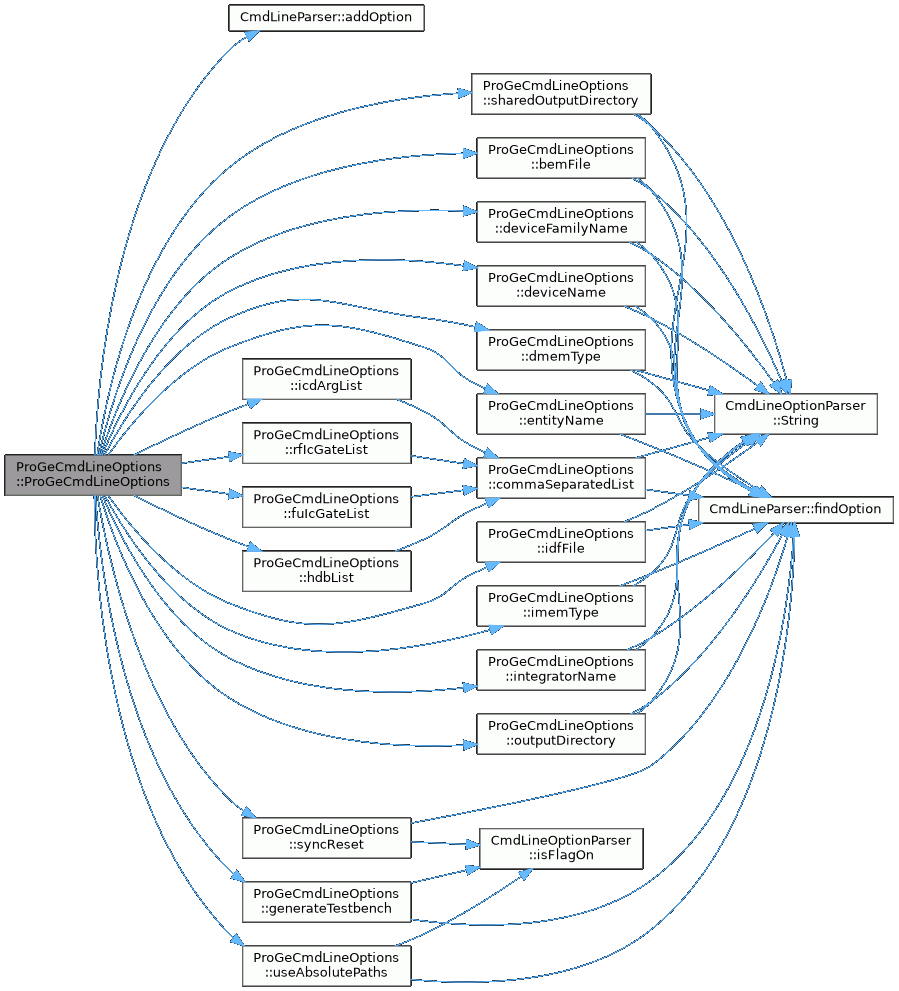 CmdLineParser::addOption
ProGeCmdLineOptions
::sharedOutputDirectory
ProGeCmdLineOptions
::bemFile
ProGeCmdLineOptions
::deviceFamilyName
ProGeCmdLineOptions
::deviceName
ProGeCmdLineOptions
::dmemType
ProGeCmdLineOptions
::icdArgList
ProGeCmdLineOptions
::entityName
CmdLineOptionParser
::String
ProGeCmdLineOptions
::rfIcGateList
ProGeCmdLineOptions
::ProGeCmdLineOptions
ProGeCmdLineOptions
::commaSeparatedList
ProGeCmdLineOptions
::fuIcGateList
CmdLineParser::findOption
ProGeCmdLineOptions
::idfFile
ProGeCmdLineOptions
::hdbList
ProGeCmdLineOptions
::imemType
ProGeCmdLineOptions
::integratorName
ProGeCmdLineOptions
::outputDirectory
ProGeCmdLineOptions
::syncReset
CmdLineOptionParser
::isFlagOn
ProGeCmdLineOptions
::generateTestbench
ProGeCmdLineOptions
::useAbsolutePaths